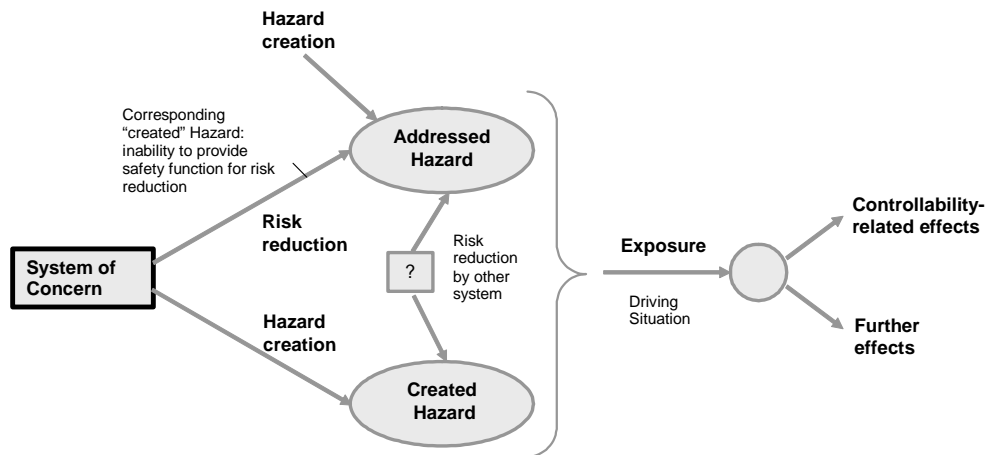 Hazard
creation
Corresponding
“created” Hazard:
inability to provide
safety function for risk
reduction
Addressed
Hazard
Risk
reduction
System of
Concern
?
Risk
reduction
by other
system
Hazard
creation
Created
Hazard
Exposure
Driving
Situation
Controllability-
related effects
Further
effects